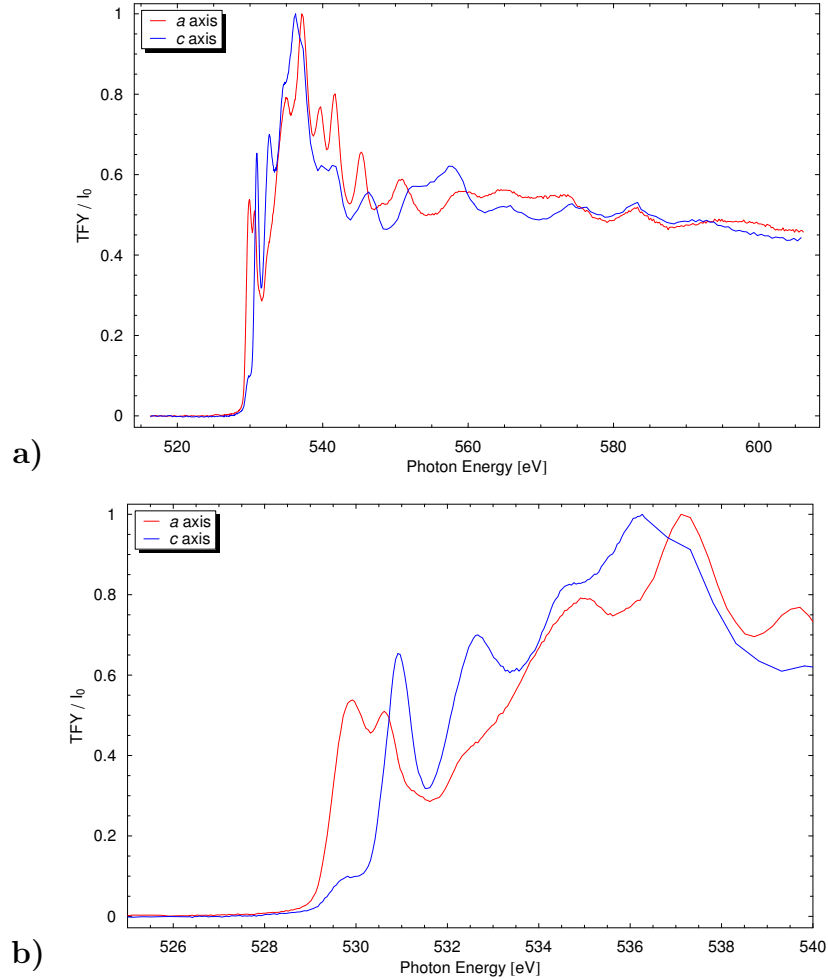 1
0.8
0.6
0.4
0.2
0
TFY / I0
a axis
c axis
520 540 560 580 600
Photon Energy [eV]
a)
1
0.8
0.6
0.4
0.2
0
TFY / I0
a axis
c axis
526 528 530 532 534 536 538 540
Photon Energy [eV]
b)